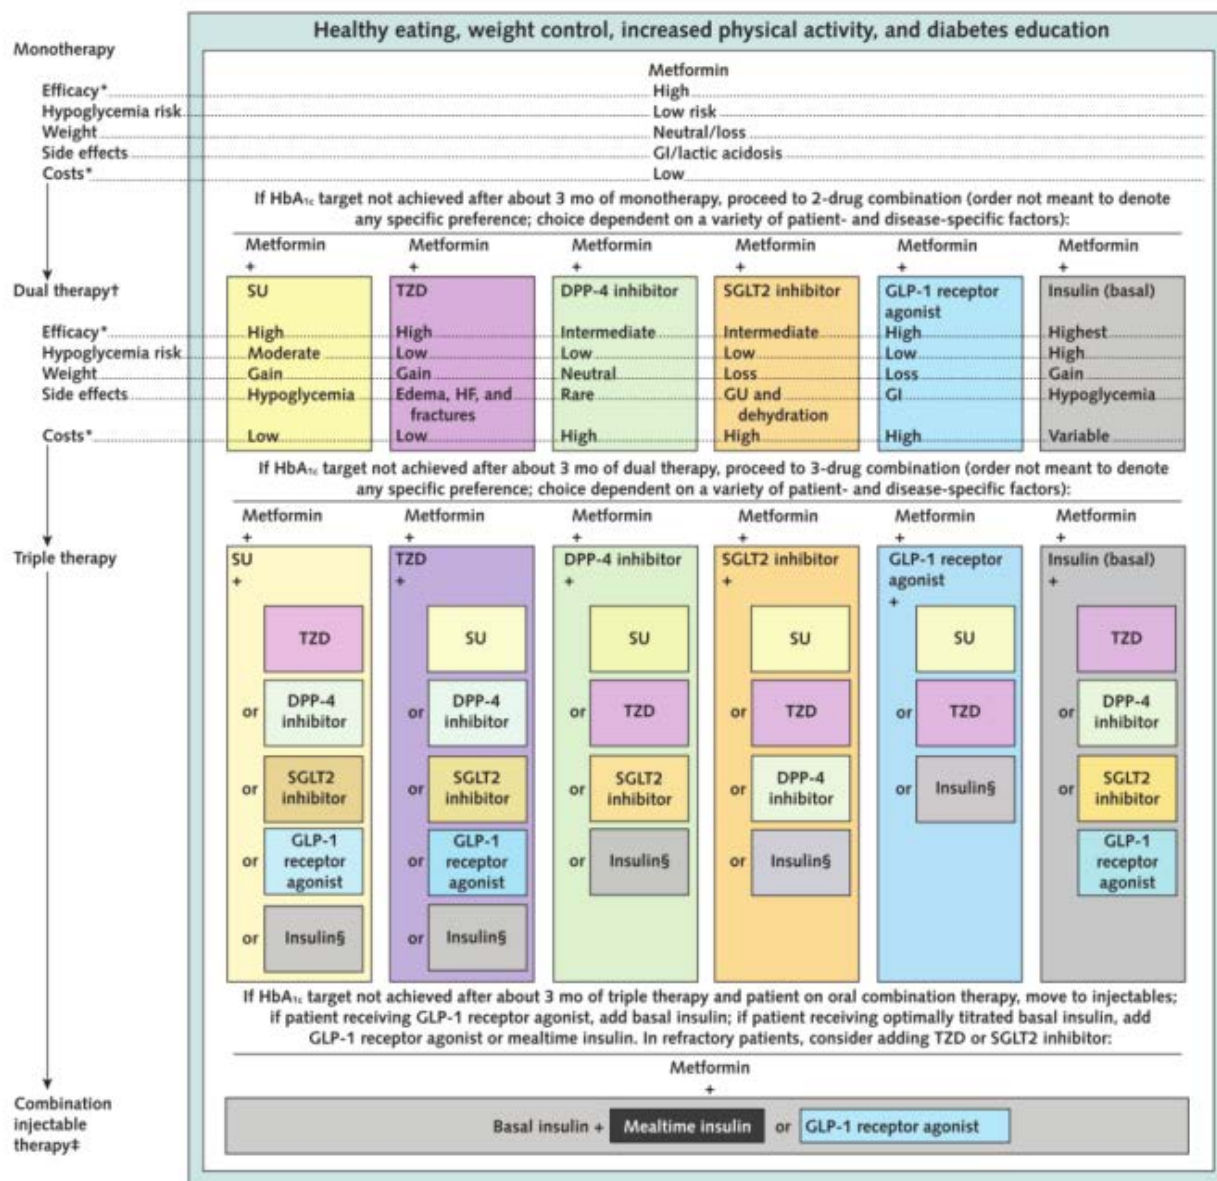 Healthy eating, weight control, increased physical activity, and diabetes education
Monotherapy
Metformin
Efficacy* High
Hypoglycemia risk Low risk
Weight Neutral/loss
Side effects GI/lactic acidosis
Costs* Low
If HbA1c target not achieved after about 3 mo of monotherapy, proceed to 2-drug combination (order not meant to denote
any specific preference; choice dependent on a variety of patient- and disease-specific factors):
Metformin Metformin Metformin Metformin Metformin Metformin
+ + + + + +
Dual therapy† SU TZD DPP-4 inhibitor SGLT2 inhibitor GLP-1 receptor Insulin (basal)
agonist
Efficacy* High High Intermediate Intermediate High Highest
Hypoglycemia risk Moderate Low Low Low Low High
Weight Gain Gain Neutral Loss Loss Gain
Side effects Hypoglycemia Edema, HF, and Rare GU and GI Hypoglycemia
fractures dehydration
Costs* Low Low High High High Variable
If HbA1c target not achieved after about 3 mo of dual therapy, proceed to 3-drug combination (order not meant to denote
any specific preference; choice dependent on a variety of patient- and disease-specific factors):
Metformin Metformin Metformin Metformin Metformin Metformin
+ + + + + +
Triple therapy SU TZD DPP-4 inhibitor SGLT2 inhibitor GLP-1 receptor Insulin (basal)
+ + + + agonist +
+
TZD SU SU SU SU TZD
or DPP-4 or DPP-4 or TZD or TZD or TZD or DPP-4
inhibitor inhibitor inhibitor
or SGLT2 or SGLT2 or SGLT2 or DPP-4 or Insulin§ or SGLT2
inhibitor inhibitor inhibitor inhibitor inhibitor
or GLP-1 or GLP-1 or Insulin§ or Insulin§ or GLP-1
receptor receptor receptor
agonist agonist agonist
or Insulin§ or Insulin§
If HbA1c target not achieved after about 3 mo of triple therapy and patient on oral combination therapy, move to injectables;
if patient receiving GLP-1 receptor agonist, add basal insulin; if patient receiving optimally titrated basal insulin, add
GLP-1 receptor agonist or mealtime insulin. In refractory patients, consider adding TZD or SGLT2 inhibitor:
Metformin
+
Combination
injectable
therapy‡
Basal insulin + Mealtime insulin or GLP-1 receptor agonist